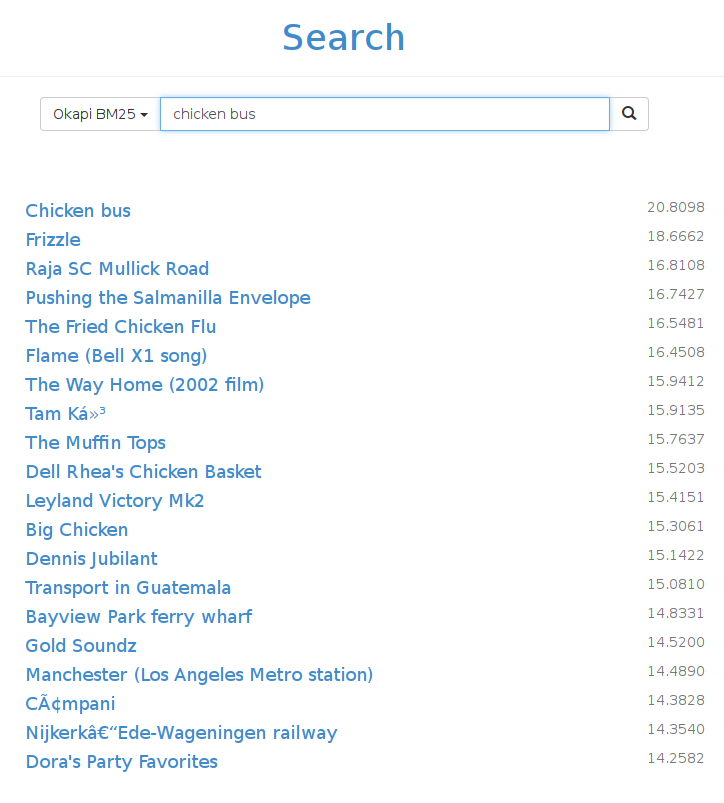 Search
Okapi BM25 chicken bus
Chicken bus 20.8098
Frizzle 18.6662
Raja SC Mullick Road 16.8108
Pushing the Salmanilla Envelope 16.7427
The Fried Chicken Flu 16.5481
Flame (Bell X1 song) 16.4508
The Way Home (2002 film) 15.9412
Tam Ká»³ 15.9135
The Muffin Tops 15.7637
Dell Rhea's Chicken Basket 15.5203
Leyland Victory Mk2 15.4151
Big Chicken 15.3061
Dennis Jubilant 15.1422
Transport in Guatemala 15.0810
Bayview Park ferry wharf 14.8331
Gold Soundz 14.5200
Manchester (Los Angeles Metro station) 14.4890
CÃ¢mpani 14.3828
Nijkerkâ€“Ede-Wageningen railway 14.3540
Dora's Party Favorites 14.2582